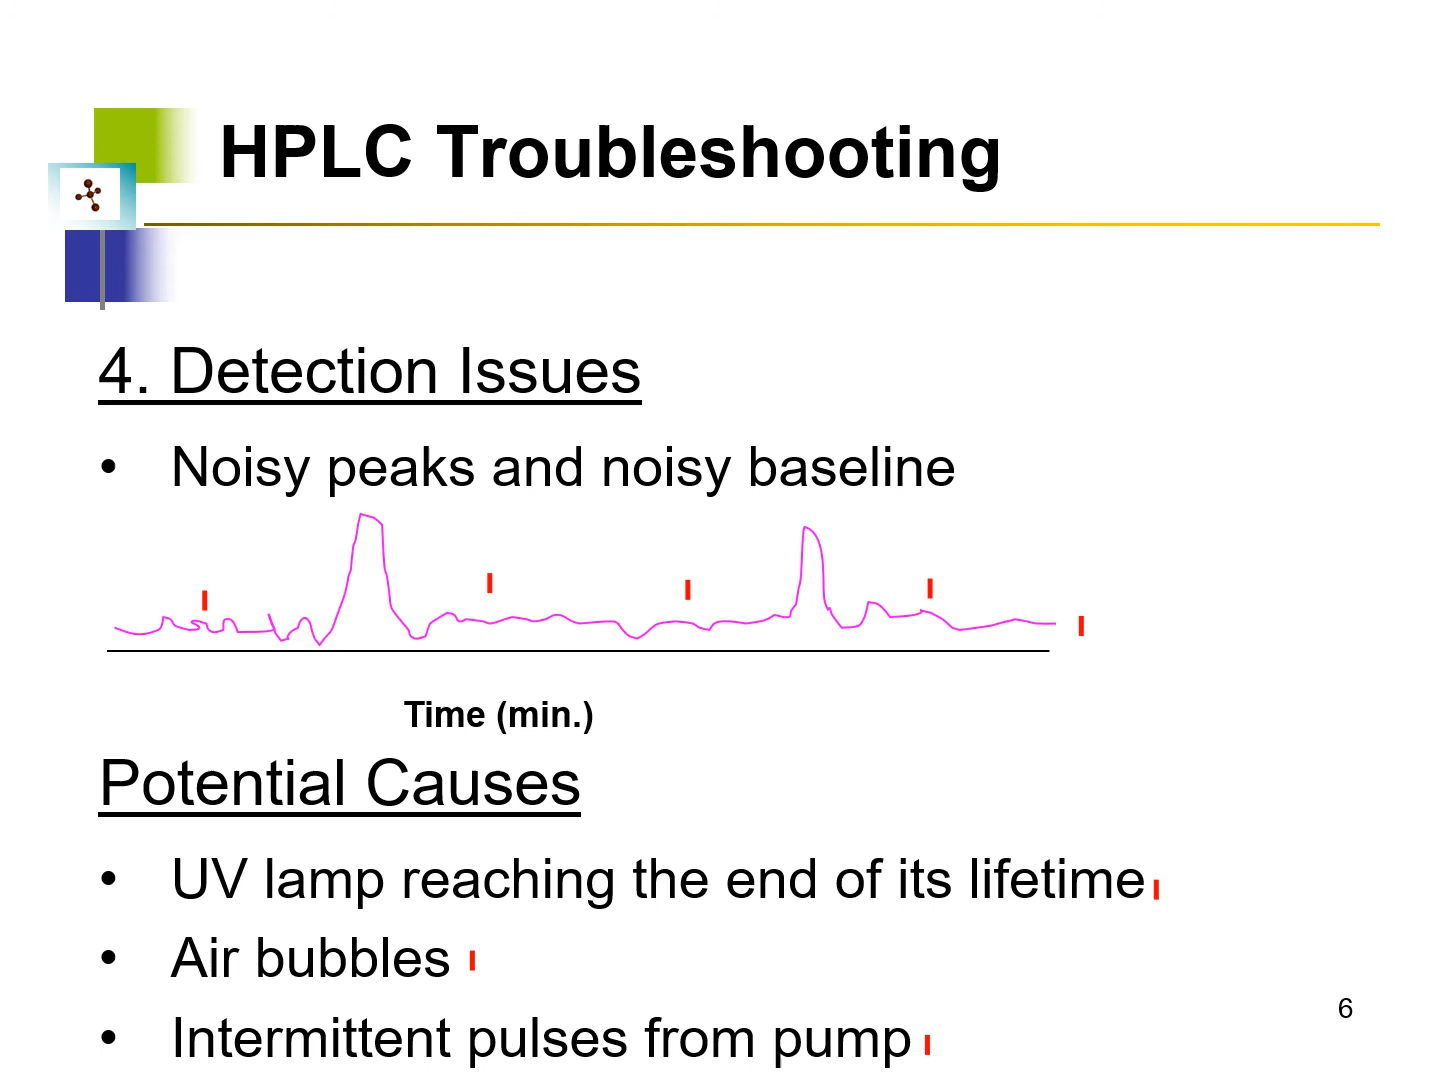 HPLC Troubleshooting
4. Detection Issues
• Noisy peaks and noisy baseline
Time (min.)
Potential Causes
• UV lamp reaching the end of its lifetime
• Air bubbles
• Intermittent pulses from pump
6